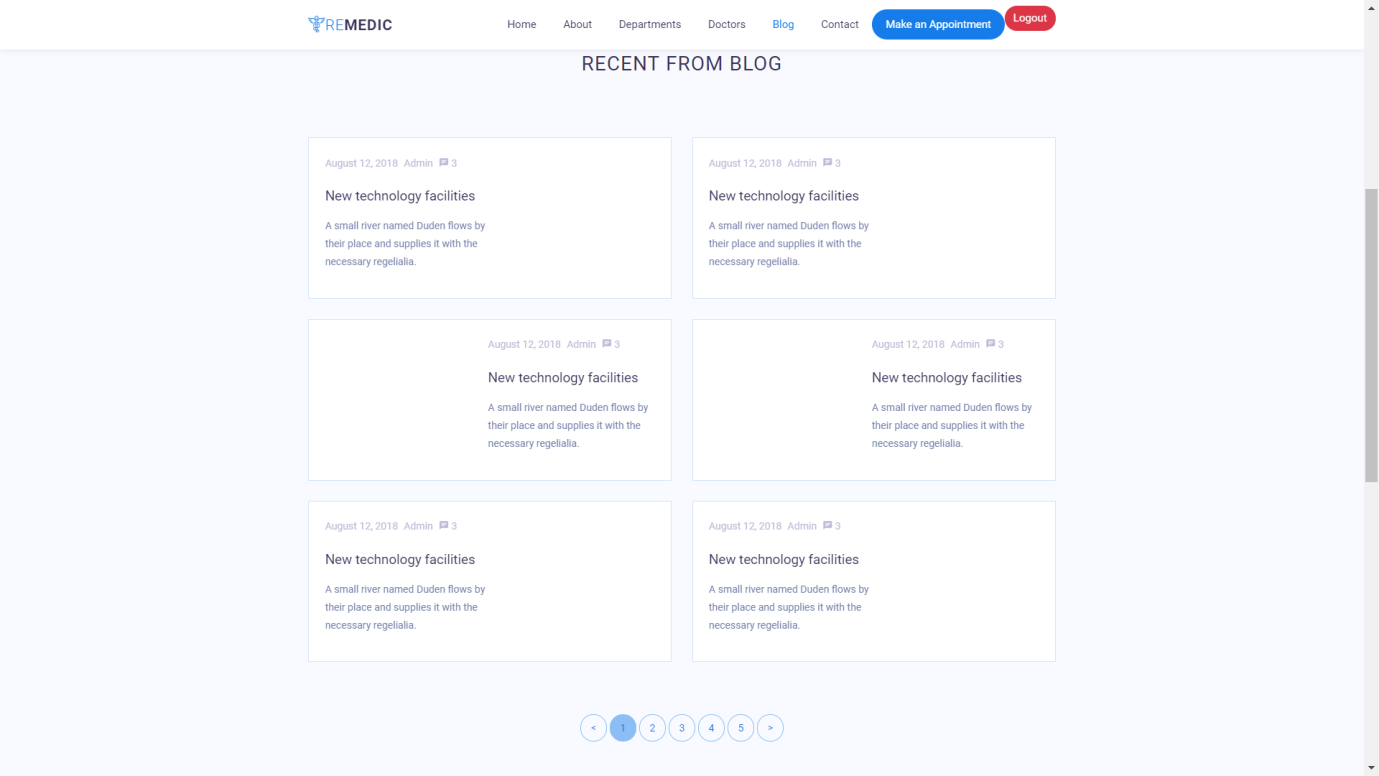 REMEDIC
Home About Departments Doctors Blog Contact Make an Appointment Logout
RECENT FROM BLOG
August 12, 2018 Admin 3
New technology facilities
A small river named Duden flows by
their place and supplies it with the
necessary regelialia.
August 12, 2018 Admin 3
New technology facilities
A small river named Duden flows by
their place and supplies it with the
necessary regelialia.
August 12, 2018 Admin 3
New technology facilities
A small river named Duden flows by
their place and supplies it with the
necessary regelialia.
August 12, 2018 Admin 3
New technology facilities
A small river named Duden flows by
their place and supplies it with the
necessary regelialia.
August 12, 2018 Admin 3
New technology facilities
A small river named Duden flows by
their place and supplies it with the
necessary regelialia.
August 12, 2018 Admin 3
New technology facilities
A small river named Duden flows by
their place and supplies it with the
necessary regelialia.
< 1 2 3 4 5 >